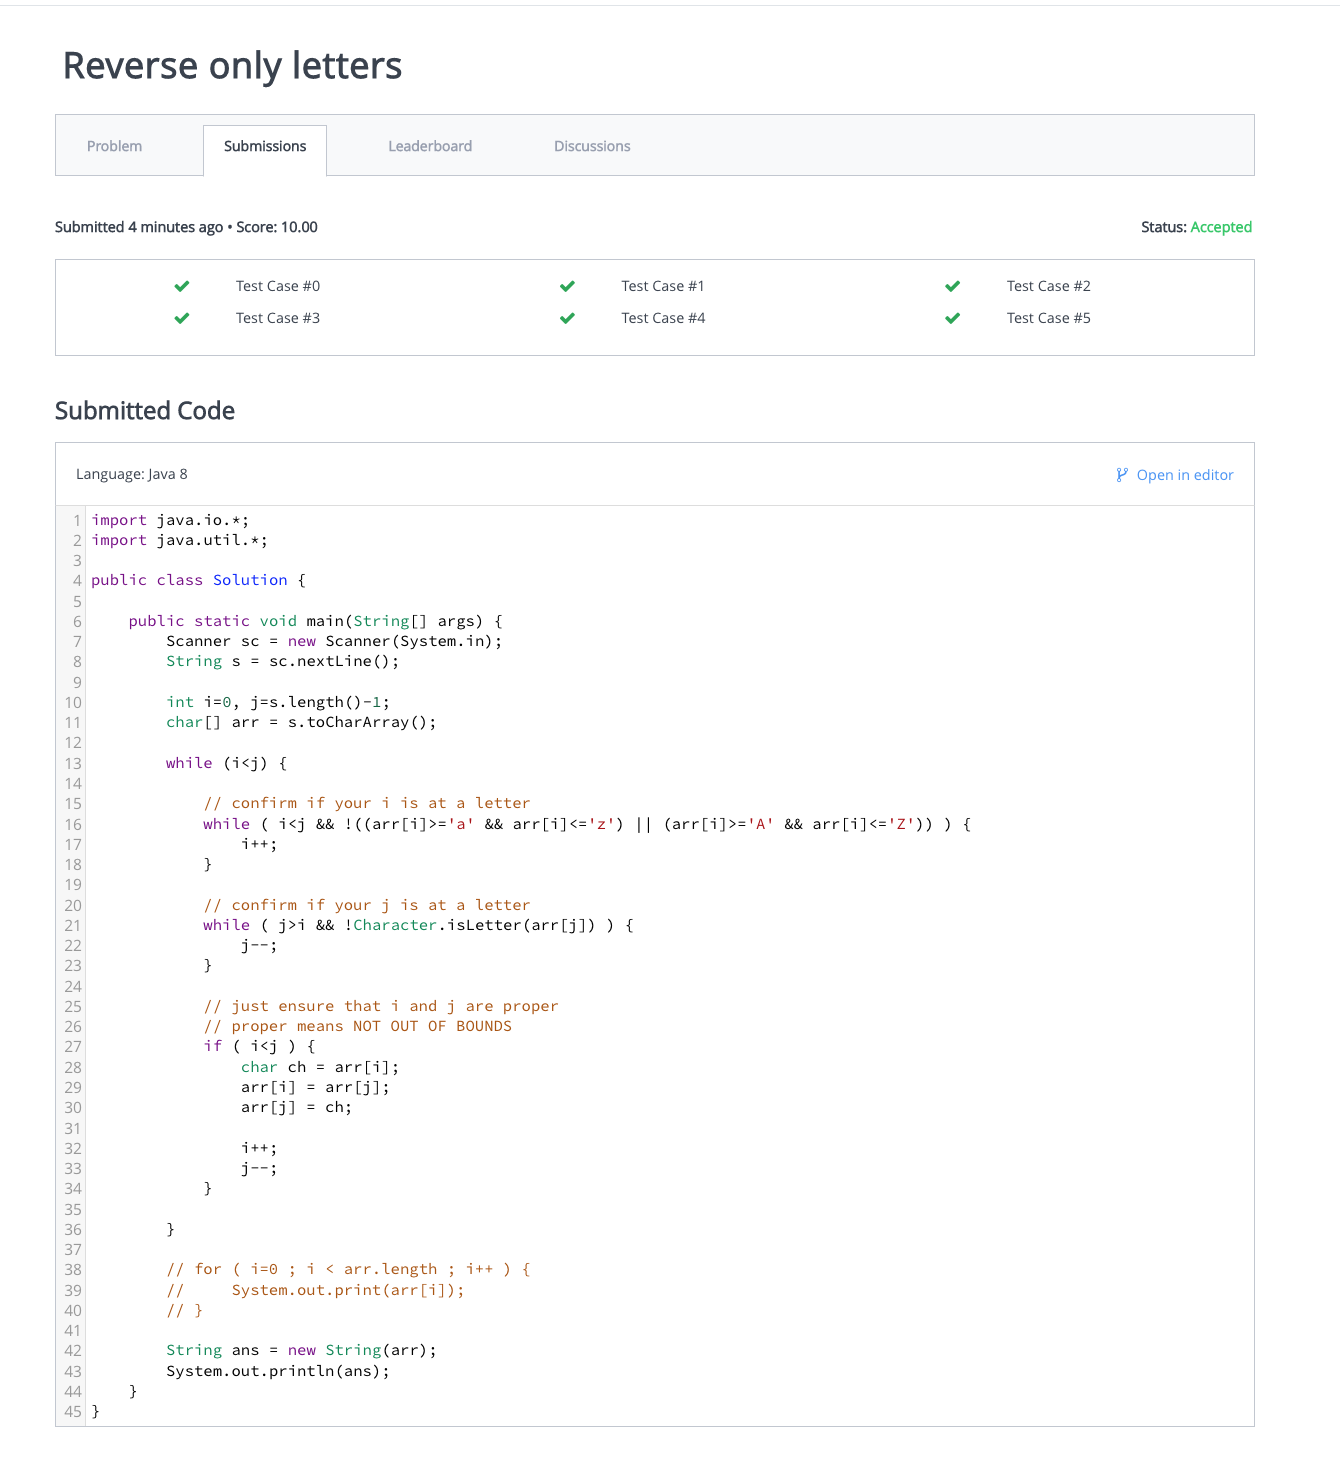 Reverse only letters
Problem Submissions Leaderboard Discussions
Submitted 4 minutes ago • Score: 10.00 Status: Accepted
Test Case #0 Test Case #1 Test Case #2
Test Case #3 Test Case #4 Test Case #5
Submitted Code
Language: Java 8 Open in editor
1 import java.io.*;
2 import java.util.*;
3
4 public class Solution {
5
6     public static void main(String[] args) {
7         Scanner sc = new Scanner(System.in);
8         String s = sc.nextLine();
9
10         int i=0, j=s.length()-1;
11         char[] arr = s.toCharArray();
12
13         while (i<j) {
14
15             // confirm if your i is at a letter
16             while ( i<j && !((arr[i]>='a' && arr[i]<='z') || (arr[i]>='A' && arr[i]<='Z')) ) {
17                 i++;
18             }
19
20             // confirm if your j is at a letter
21             while ( j>i && !Character.isLetter(arr[j]) ) {
22                 j--;
23             }
24
25             // just ensure that i and j are proper
26             // proper means NOT OUT OF BOUNDS
27             if ( i<j ) {
28                 char ch = arr[i];
29                 arr[i] = arr[j];
30                 arr[j] = ch;
31
32                 i++;
33                 j--;
34             }
35
36         }
37
38         // for ( i=0 ; i < arr.length ; i++ ) {
39         //     System.out.print(arr[i]);
40         // }
41
42         String ans = new String(arr);
43         System.out.println(ans);
44     }
45 }